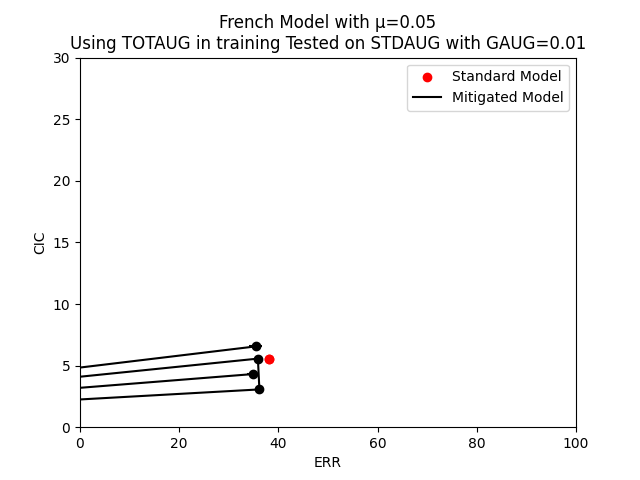 French Model with μ=0.05
Using TOTAUG in training Tested on STDAUG with GAUG=0.01
Standard Model
Mitigated Model
CIC
30
25
20
15
10
5
0
0 20 40 60 80 100
ERR